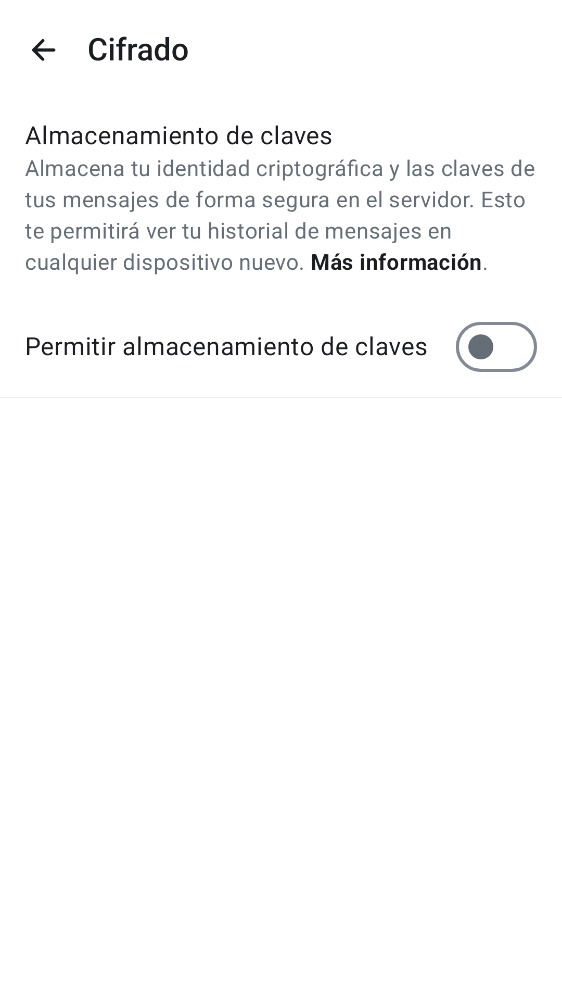 Cifrado
Almacenamiento de claves
Almacena tu identidad criptográfica y las claves de
tus mensajes de forma segura en el servidor. Esto
te permitirá ver tu historial de mensajes en
cualquier dispositivo nuevo. Más información.
Permitir almacenamiento de claves